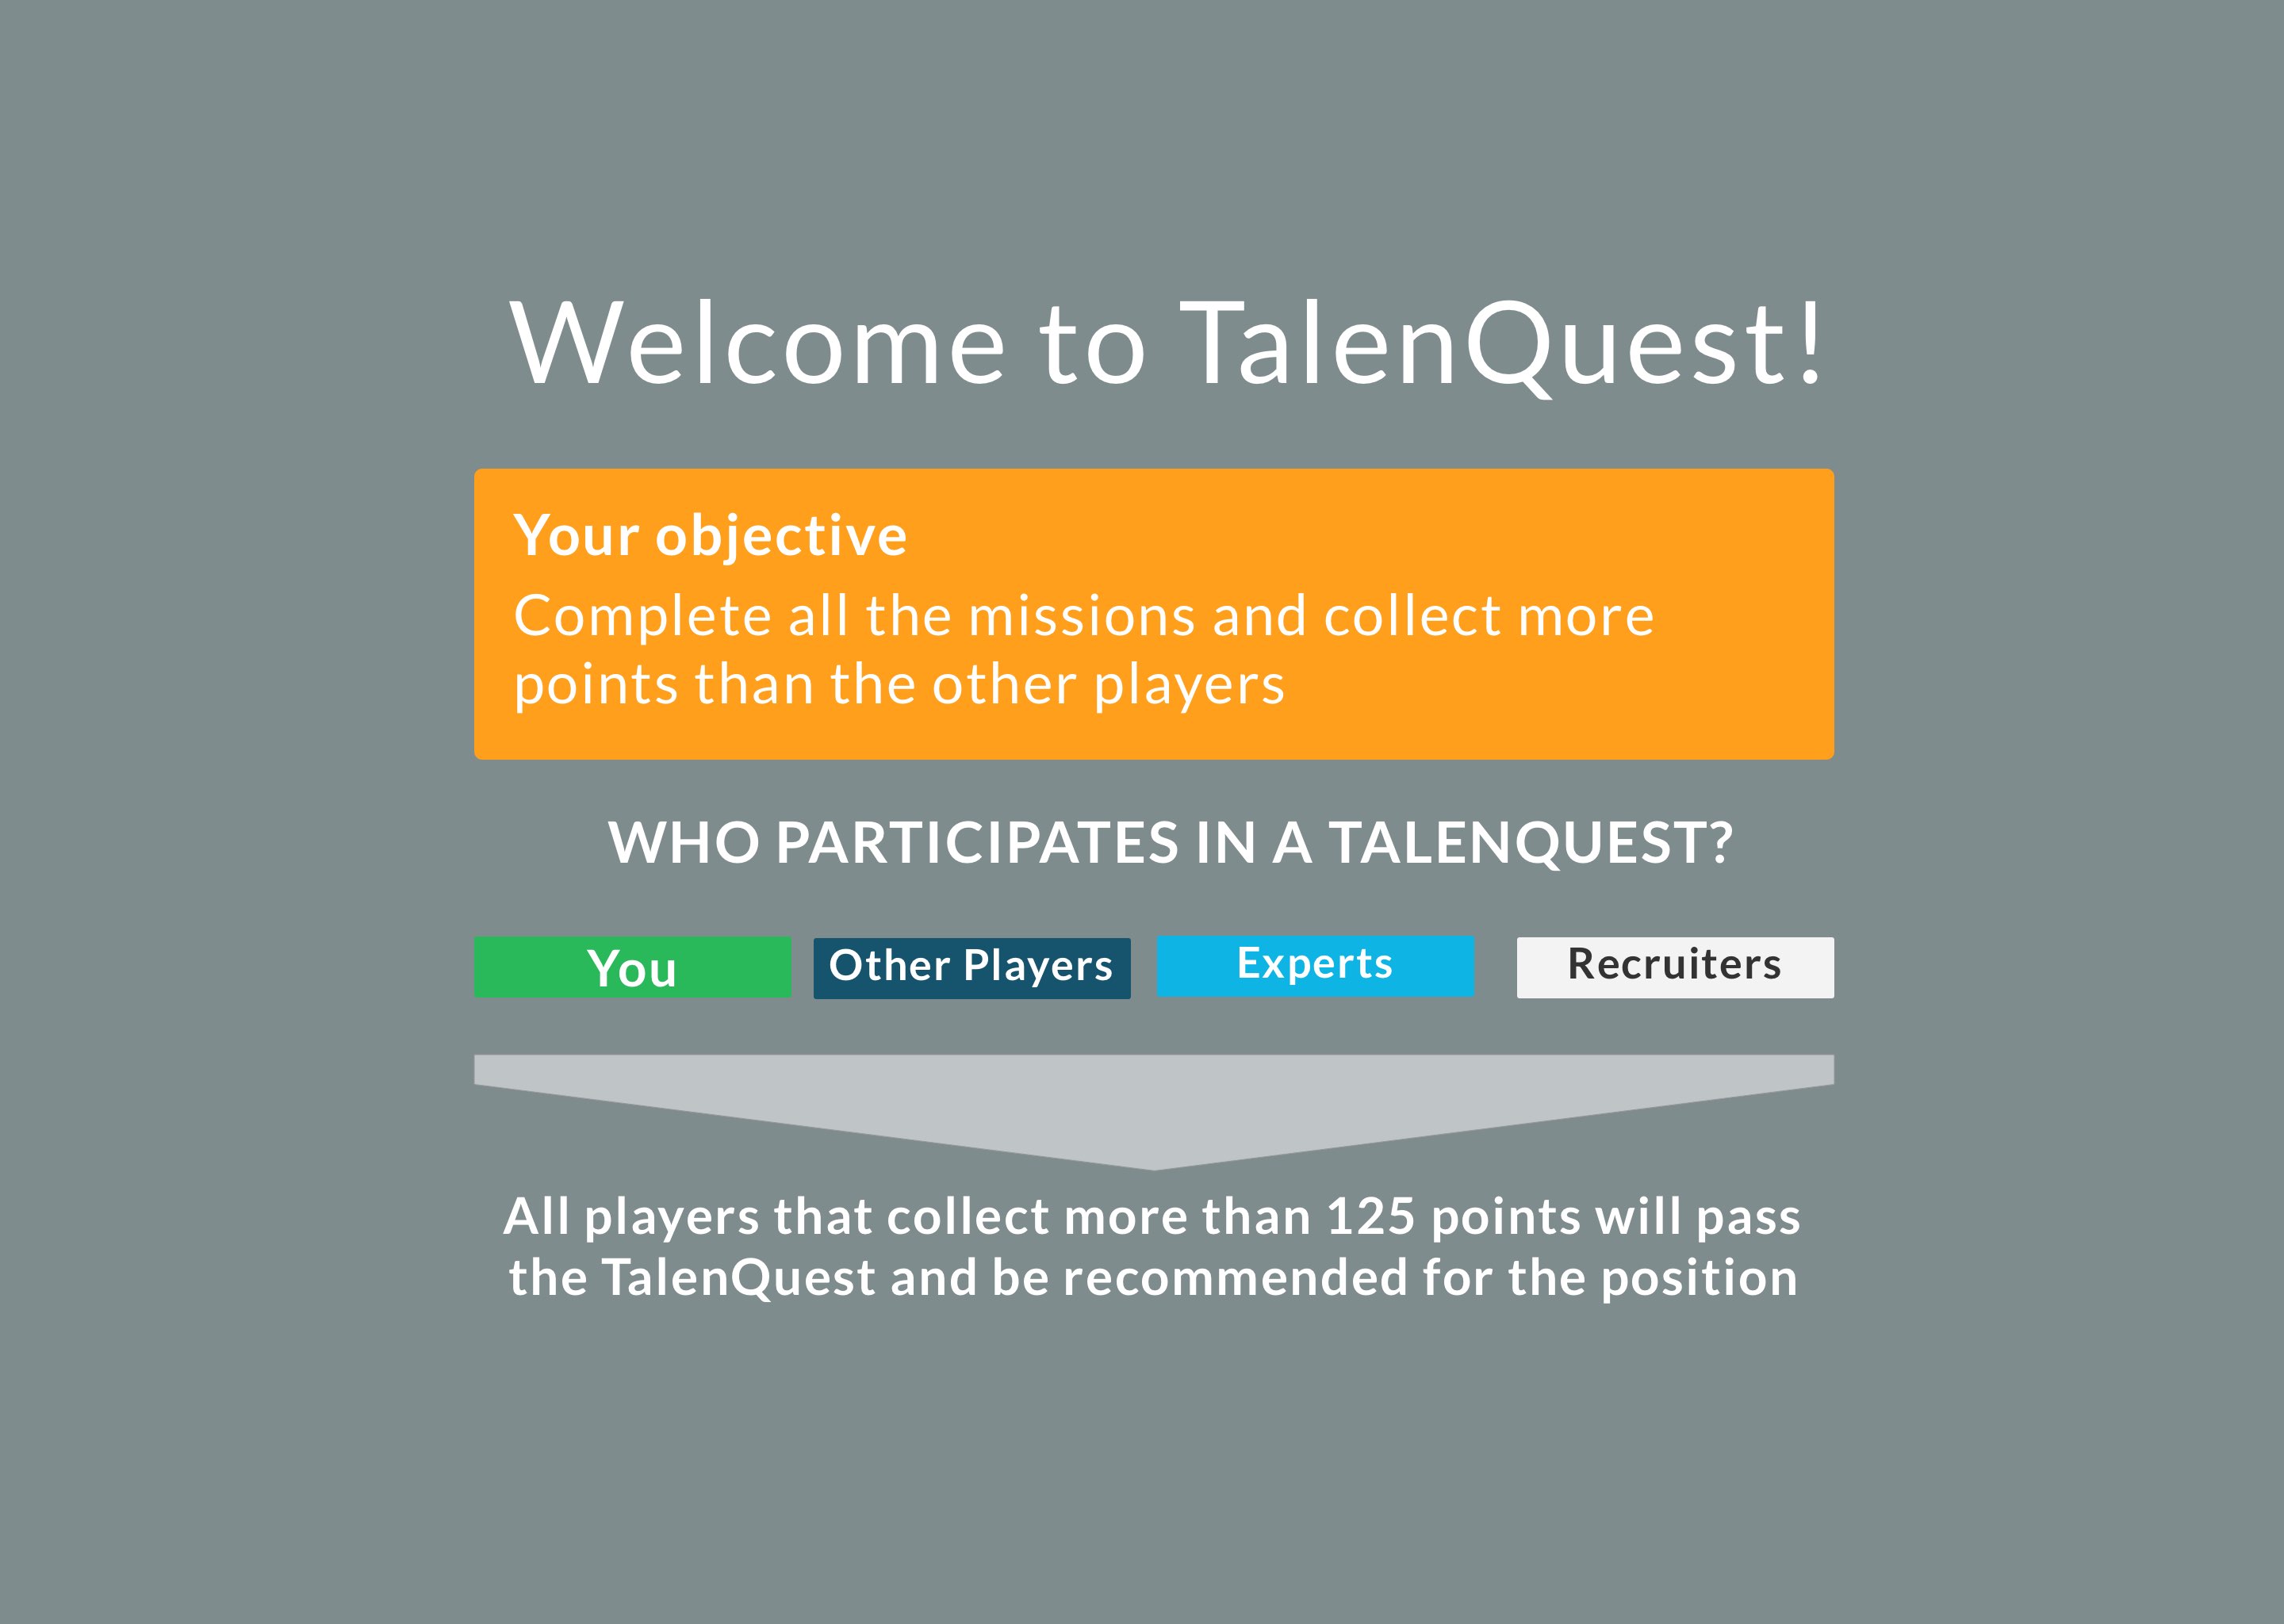 Welcome to TalenQuest!
Your objective
Complete all the missions and collect more
points than the other players
WHO PARTICIPATES IN A TALENQUEST?
You
Other Players
Experts
Recruiters
All players that collect more than 125 points will pass
the TalenQuest and be recommended for the position